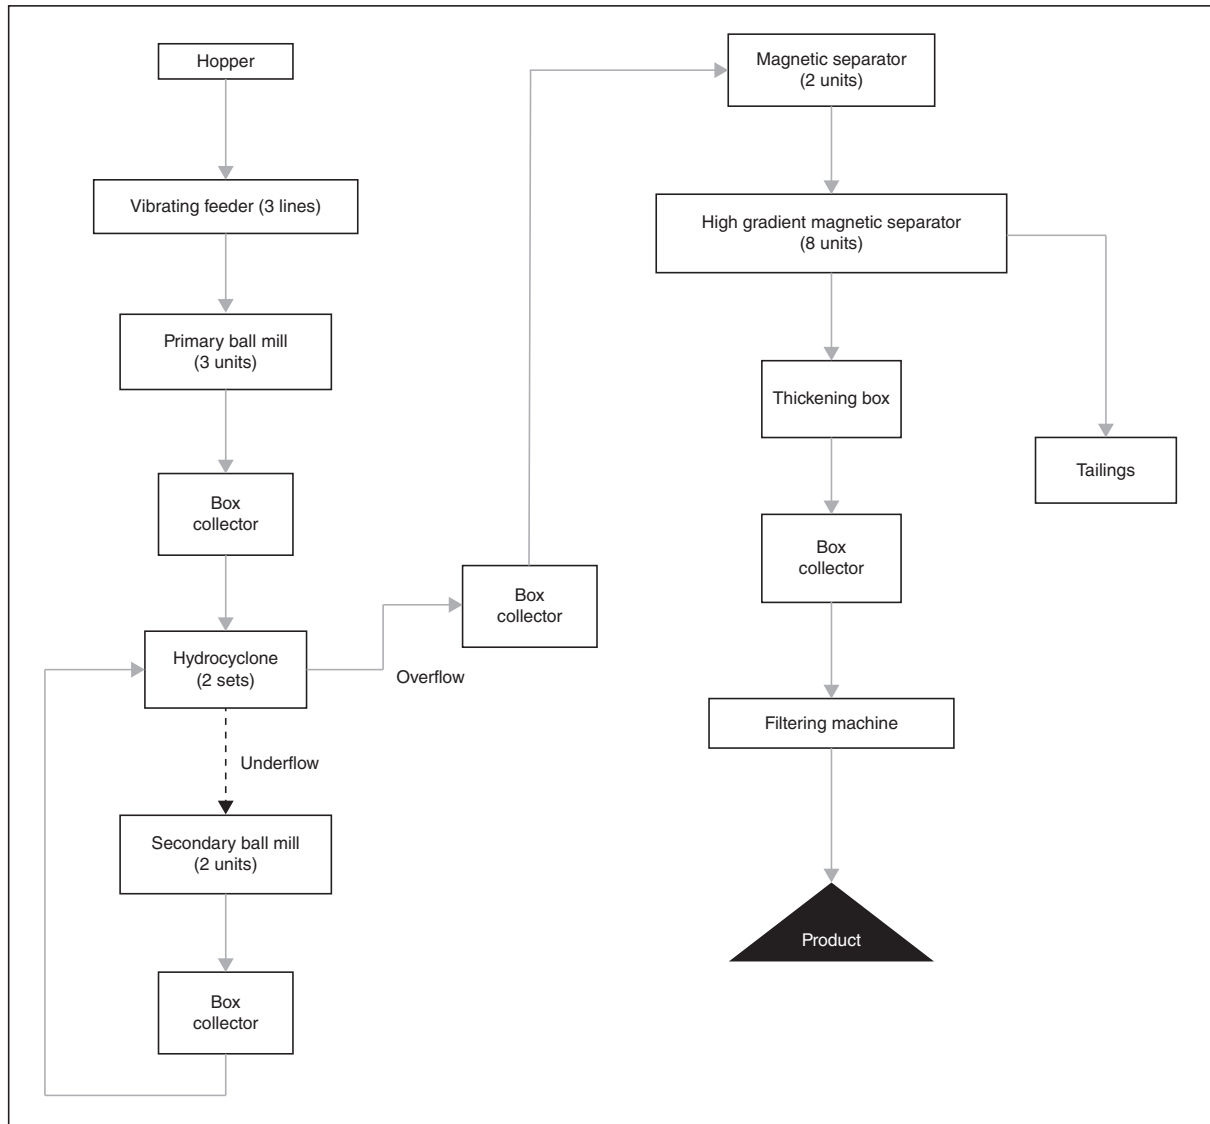 Hopper
Vibrating feeder (3 lines)
Primary ball mill
(3 units)
Box
collector
Hydrocyclone
(2 sets)
Overflow
Underflow
Secondary ball mill
(2 units)
Box
collector
Box
collector
Magnetic separator
(2 units)
High gradient magnetic separator
(8 units)
Thickening box
Tailings
Box
collector
Filtering machine
Product